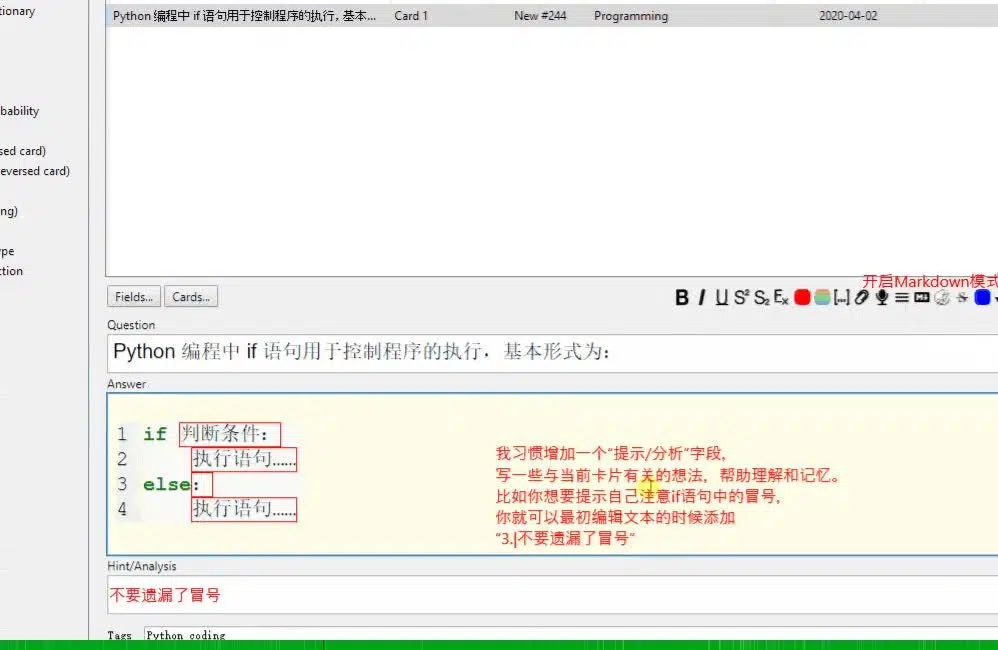 tionary
Python 编程中 if 语句用于控制程序的执行，基本... Card 1 New #244 Programming 2020-04-02
bability
sed card)
eversed card)
ng)
ype
ction
开启Markdown模式
Fields... Cards...
B I U S² S₂ Eₓ [...]
Question
Python 编程中 if 语句用于控制程序的执行，基本形式为：
Answer
1 if 判断条件：
2 执行语句......
3 else:
4 执行语句......
我习惯增加一个“提示/分析”字段，
写一些与当前卡片有关的想法，帮助理解和记忆。
比如你想要提示自己注意if语句中的冒号，
你就可以最初编辑文本的时候添加
“3.|不要遗漏了冒号”
Hint/Analysis
不要遗漏了冒号
Tags Python coding